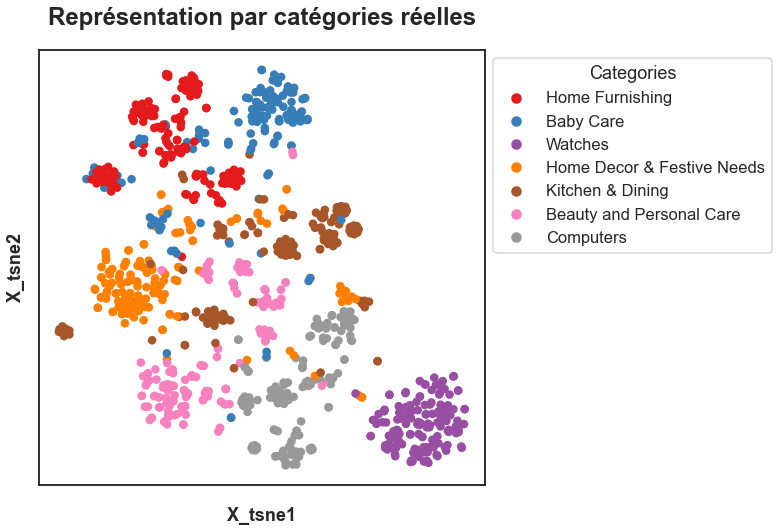 Représentation par catégories réelles
Categories
Home Furnishing
Baby Care
Watches
Home Decor & Festive Needs
Kitchen & Dining
Beauty and Personal Care
Computers
X_tsne2
X_tsne1